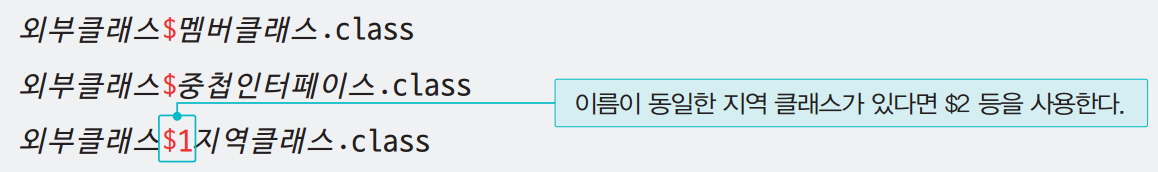 외부클래스$멤버클래스.class
외부클래스$중첩인터페이스.class
이름이 동일한 지역 클래스가 있다면 $2 등을 사용한다.
외부클래스$1지역클래스.class